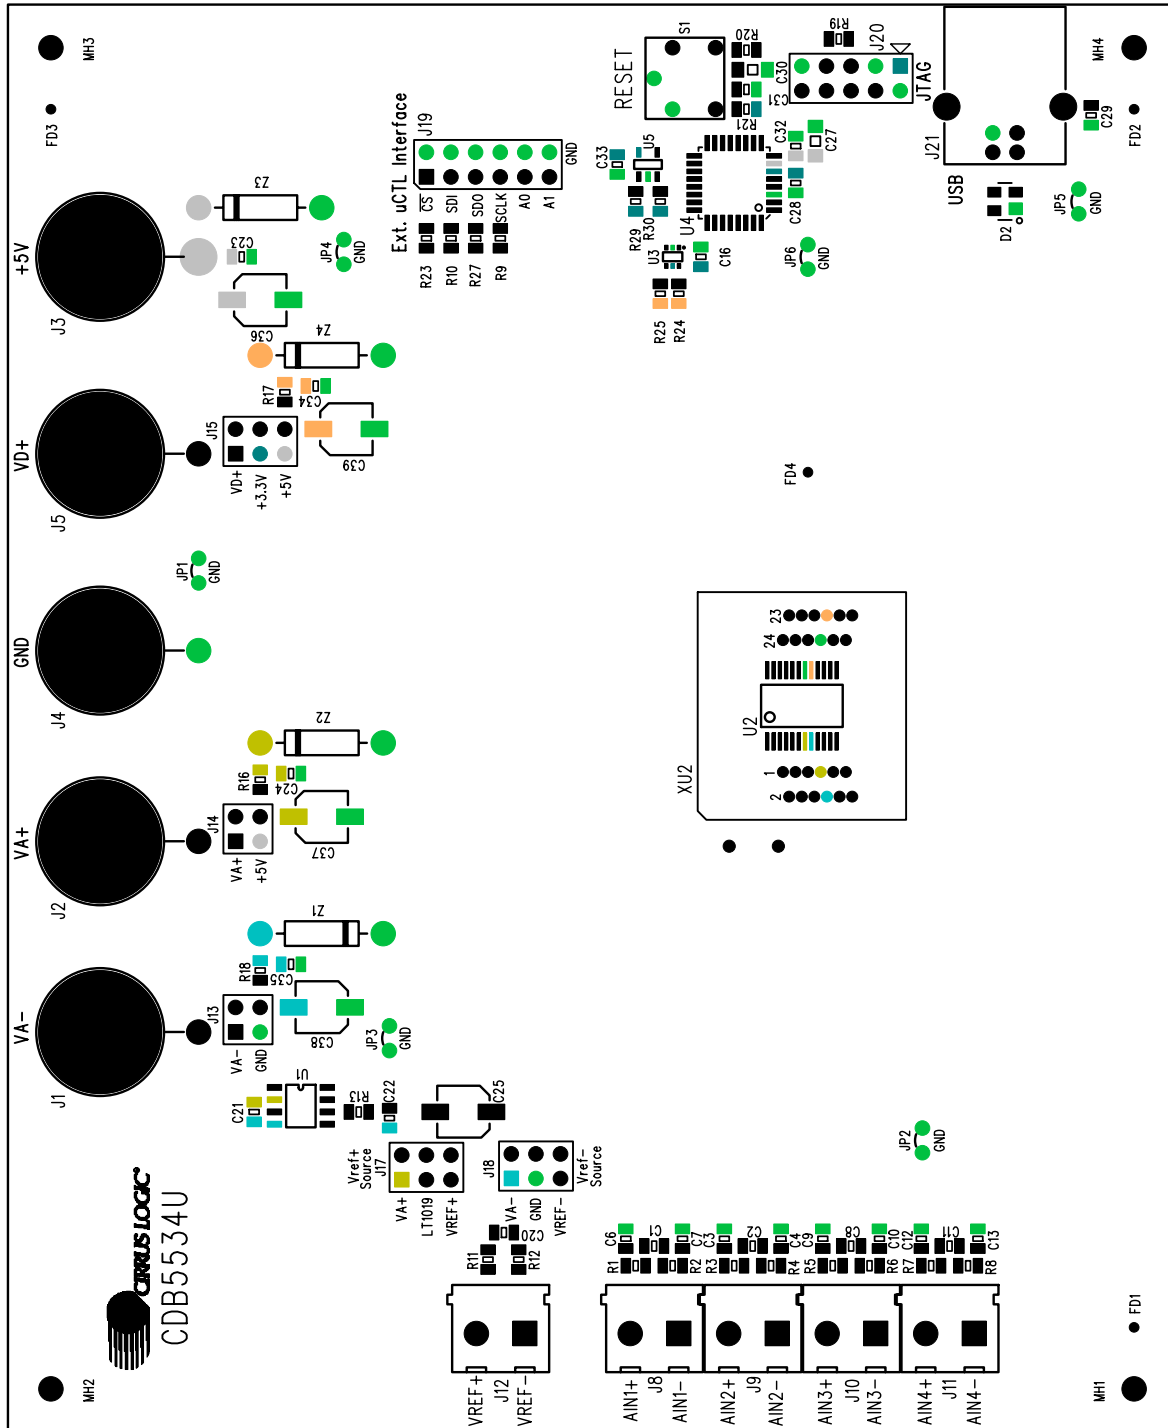 MH3
FD3
+5V
J3
Z3
C23
JP4
GND
C36
Z4
VD+
J5
R17
C34
J15
VD+
+3.3V
+5V
C39
JP1
GND
GND
J4
VA+
J2
Z2
R16
C24
J14
VA+
+5V
C37
VA-
J1
Z1
R18
C35
J13
VA-
GND
C38
JP3
GND
U1
C21
R13
C22
C25
Vref+
Source
J17
VA+
LT1019
VREF+
J18
VA-
GND
VREF-
Vref-
Source
CIRRUS LOGIC®
CDB5534U
MH2
R11
R12
C20
VREF+
J12
VREF-
C6
C1
C7
C3
C2
C4
C9
C8
C10
C12
C11
C13
R1
R2
R3
R4
R5
R6
R7
R8
AIN1+
J8
AIN1-
AIN2+
J9
AIN2-
AIN3+
J10
AIN3-
AIN4+
J11
AIN4-
JP2
GND
FD1
MH1
Ext. uCTL Interface
J19
GND
CS
SDI
SDO
SCLK
A0
A1
R23
R10
R27
R9
RESET
S1
R20
C30
C31
R21
R19
J20
JTAG
C32
C27
C28
C33
U5
U4
R29
R30
U3
C16
R25
R24
JP6
GND
J21
USB
D2
C29
JP5
GND
MH4
FD2
FD4
XU2
U2
23
24
1
2